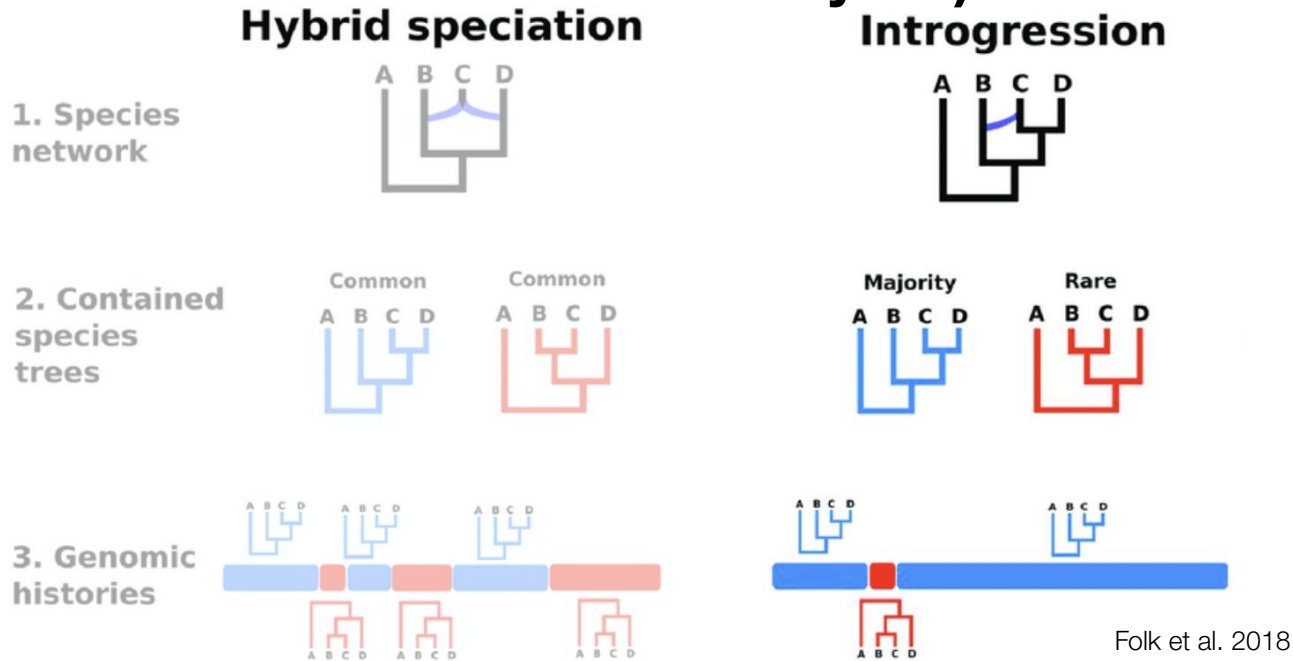 Hybrid speciation
Introgression
A B C D
A B C D
1. Species
network
Common
Common
Majority
Rare
2. Contained
species
trees
A B C D
A B C D
A B C D
A B C D
A B C D
A B C D
A B C D
A B C D
A B C D
3. Genomic
histories
A B C D
A B C D
A B C D
A B C D
Folk et al. 2018